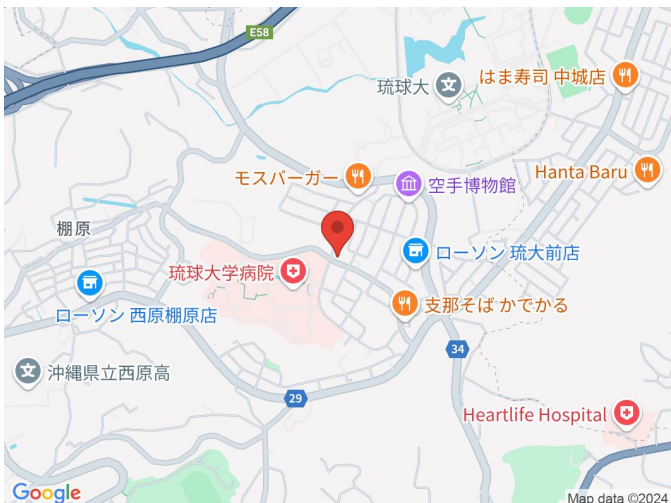 E58
琉球大
はま寿司 中城店
モスバーガー
空手博物館
Hanta Baru
棚原
琉球大学病院
ローソン 琉大前店
ローソン 西原棚原店
支那そば かでかる
34
沖縄県立西原高
29
Heartlife Hospital
Google
Map data ©2024